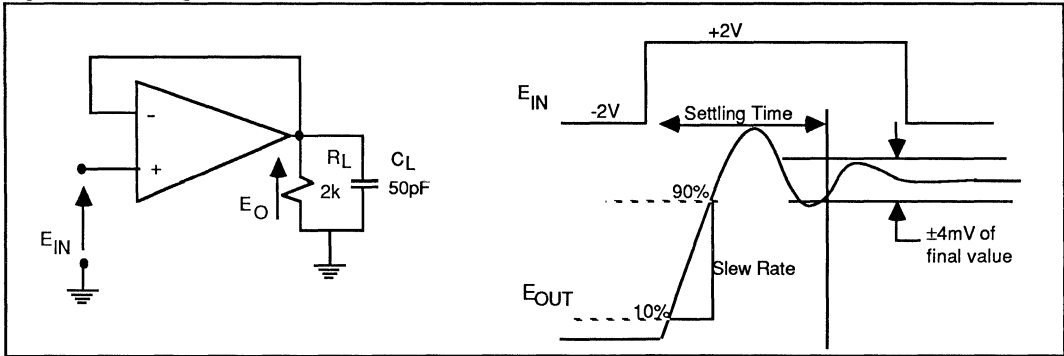 -
+
E_IN
E_O
R_L
2k
C_L
50pF
E_IN
+2V
-2V
Settling Time
90%
Slew Rate
10%
E_OUT
±4mV of
final value